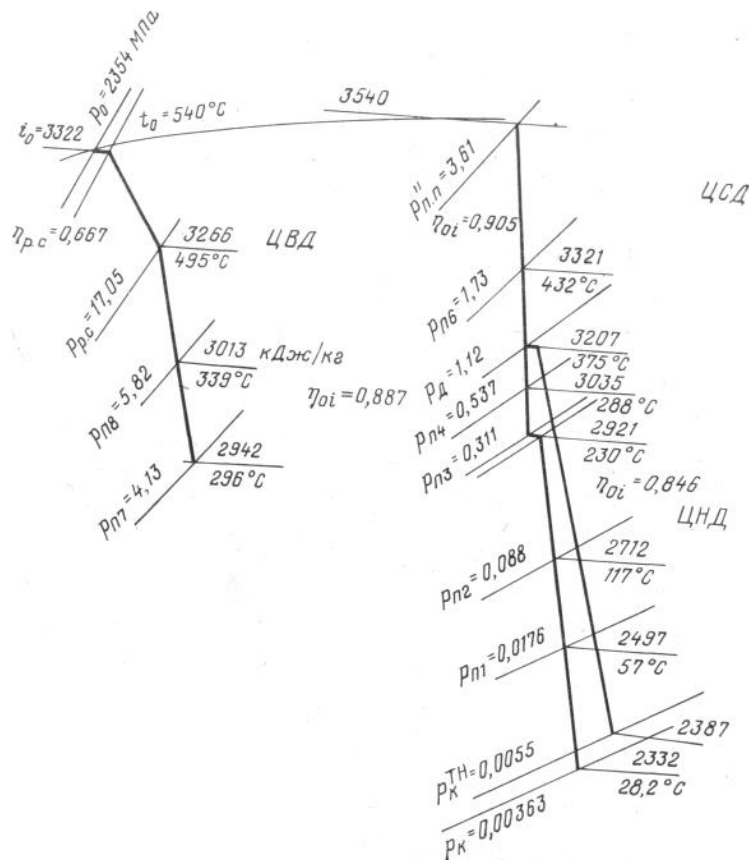 p₀=2354 МПа
t₀=540°С
i₀=3322
3540
p″п.п=3,61
ЦСД
ηр.с=0,667
3266
495°С
ЦВД
ηoi=0,905
3321
432°С
pр.с=17,05
pп6=1,73
3207
375°С
3013 кДж/кг
339°С
pп8=5,82
ηoi=0,887
pд=1,12
3035
288°С
pп4=0,537
2921
230°С
pп3=0,311
2942
296°С
pп7=4,13
ηoi=0,846
ЦНД
2712
117°С
pп2=0,088
2497
57°С
pп1=0,0176
2387
pкᵀᴴ=0,0055
2332
28,2°С
pк=0,00363